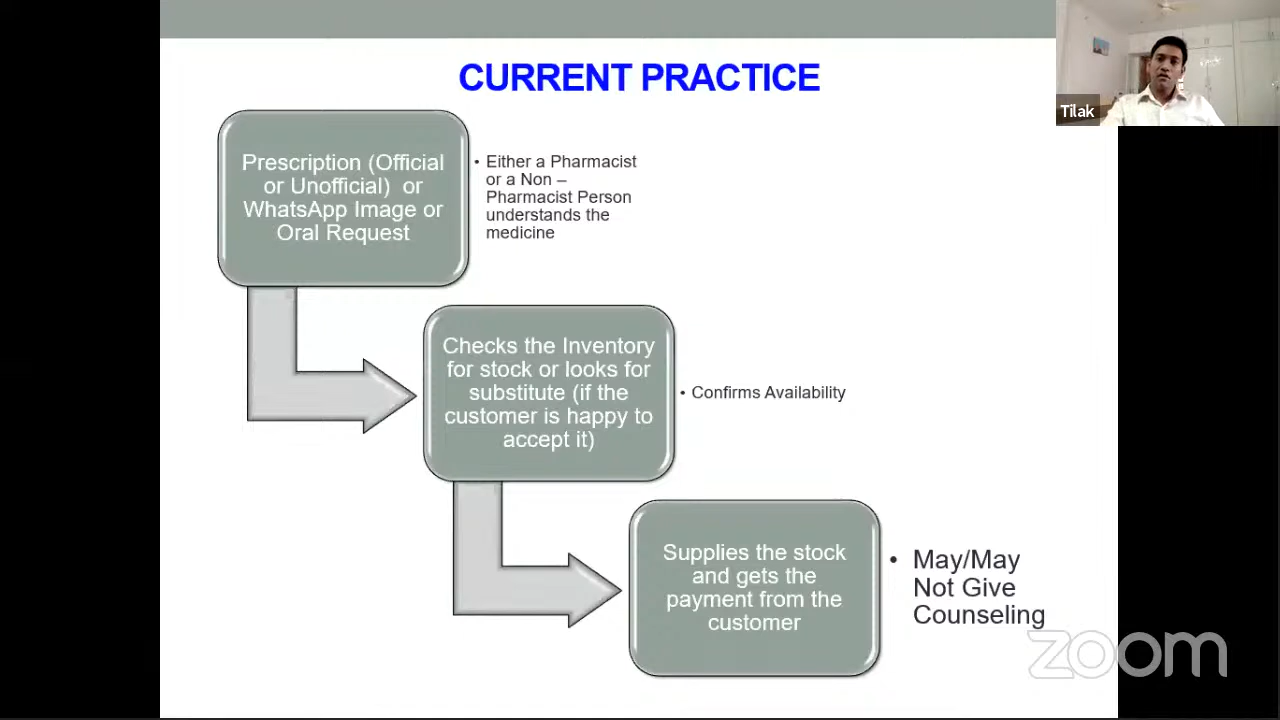 CURRENT PRACTICE
Tilak
Prescription (Official
or Unofficial) or
WhatsApp Image or
Oral Request
• Either a Pharmacist
or a Non –
Pharmacist Person
understands the
medicine
Checks the Inventory
for stock or looks for
substitute (if the
customer is happy to
accept it)
• Confirms Availability
Supplies the stock
and gets the
payment from the
customer
• May/May
Not Give
Counseling
zoom